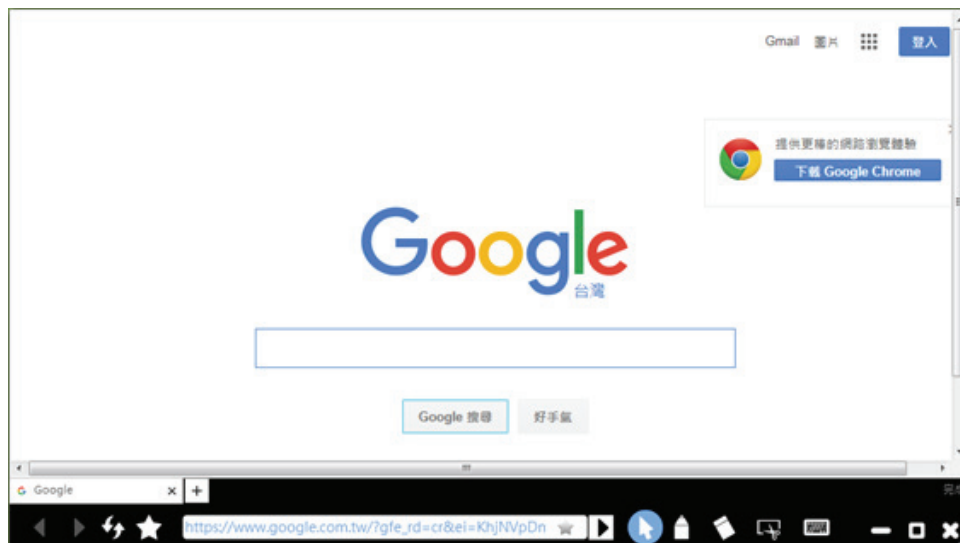 Gmail 圖片 登入
提供更棒的網路瀏覽體驗
下載 Google Chrome
Google
台灣
Google 搜尋 好手氣
Google
https://www.google.com.tw/?gfe_rd=cr&ei=KhjNVpDn